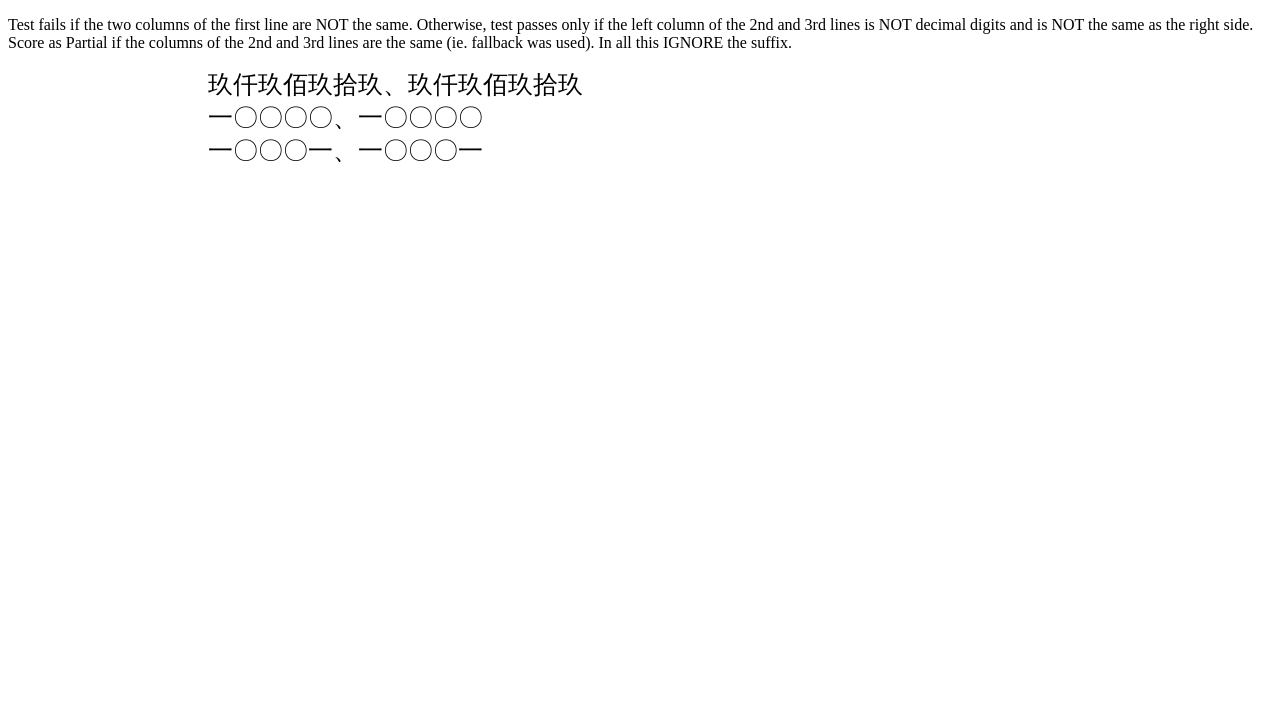 Test fails if the two columns of the first line are NOT the same. Otherwise, test passes only if the left column of the 2nd and 3rd lines is NOT decimal digits and is NOT the same as the right side.
Score as Partial if the columns of the 2nd and 3rd lines are the same (ie. fallback was used). In all this IGNORE the suffix.
玖仟玖佰玖拾玖、玖仟玖佰玖拾玖
一〇〇〇〇、一〇〇〇〇
一〇〇〇一、一〇〇〇一